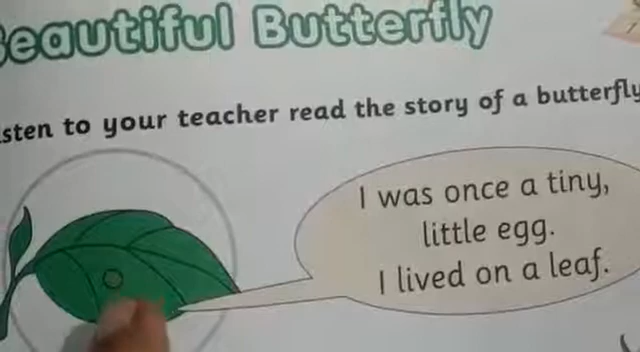 Beautiful Butterfly
isten to your teacher read the story of a butterfly
I was once a tiny,
little egg.
I lived on a leaf.